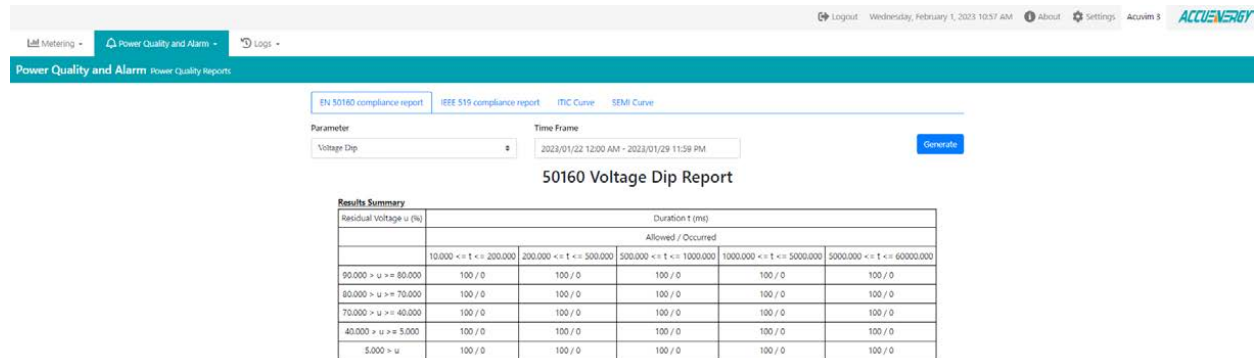 Logout Wednesday, February 1, 2023 10:57 AM About Settings Acuvim 3 ACCUENERGY
Metering Power Quality and Alarm Logs
Power Quality and Alarm Power Quality Reports
EN 50160 compliance report IEEE 519 compliance report ITIC Curve SEMI Curve
Parameter Time Frame
Voltage Dip 2023/01/22 12:00 AM - 2023/01/29 11:59 PM Generate
50160 Voltage Dip Report
Results Summary
Residual Voltage u (%) Duration t (ms)
Allowed / Occurred
10.000 <= t <= 200.000 200.000 <= t <= 500.000 500.000 <= t <= 1000.000 1000.000 <= t <= 5000.000 5000.000 <= t <= 60000.000
90.000 > u >= 80.000 100 / 0 100 / 0 100 / 0 100 / 0 100 / 0
80.000 > u >= 70.000 100 / 0 100 / 0 100 / 0 100 / 0 100 / 0
70.000 > u >= 40.000 100 / 0 100 / 0 100 / 0 100 / 0 100 / 0
40.000 > u >= 5.000 100 / 0 100 / 0 100 / 0 100 / 0 100 / 0
5.000 > u 100 / 0 100 / 0 100 / 0 100 / 0 100 / 0